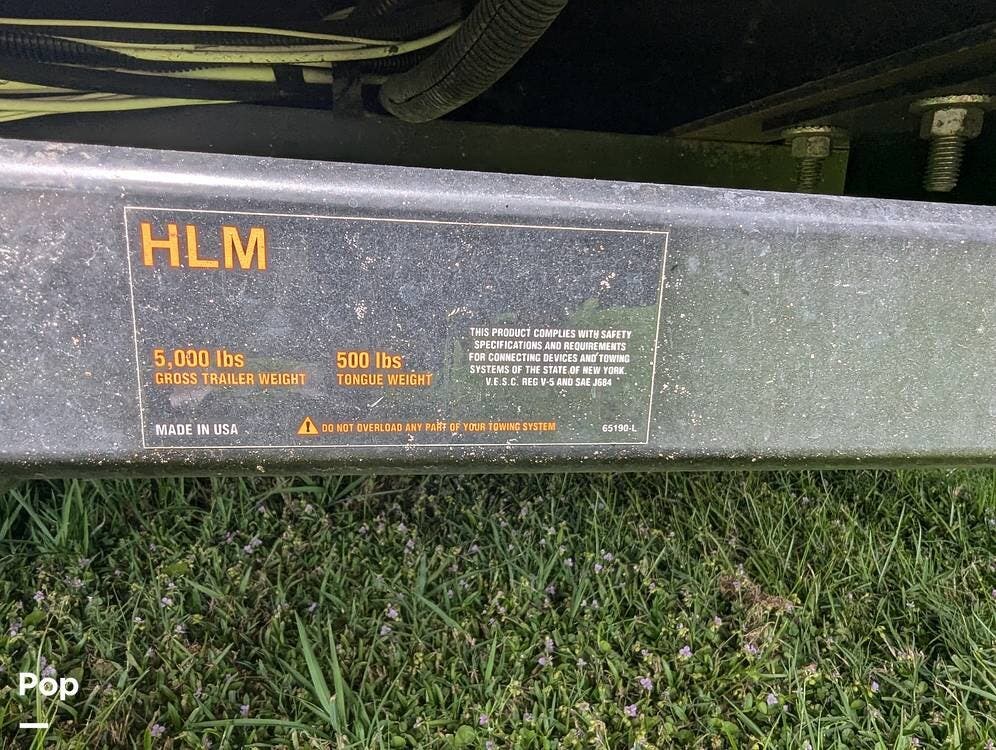 HLM
5,000 lbs
GROSS TRAILER WEIGHT
500 lbs
TONGUE WEIGHT
THIS PRODUCT COMPLIES WITH SAFETY
SPECIFICATIONS AND REQUIREMENTS
FOR CONNECTING DEVICES AND TOWING
SYSTEMS OF THE STATE OF NEW YORK.
V.E.S.C. REG V-5 AND SAE J684
MADE IN USA
DO NOT OVERLOAD ANY PART OF YOUR TOWING SYSTEM
65190-L
Pop